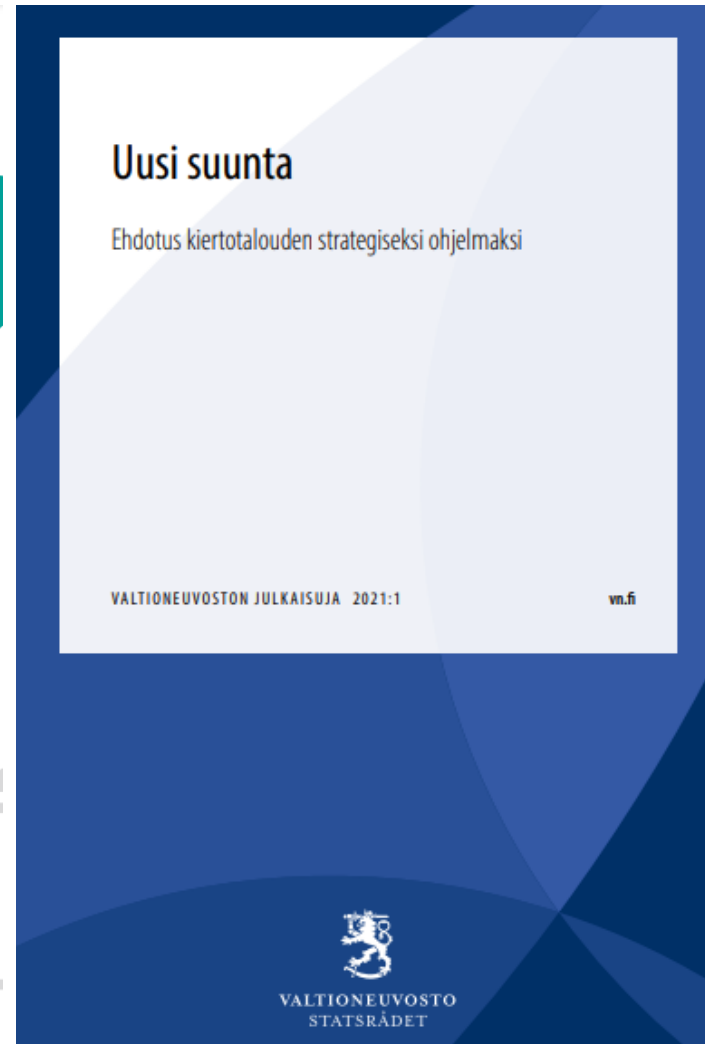 Uusi suunta
Ehdotus kiertotalouden strategiseksi ohjelmaksi
VALTIONEUVOSTON JULKAISUJA 2021:1 vn.fi
VALTIONEUVOSTO
STATSRÅDET